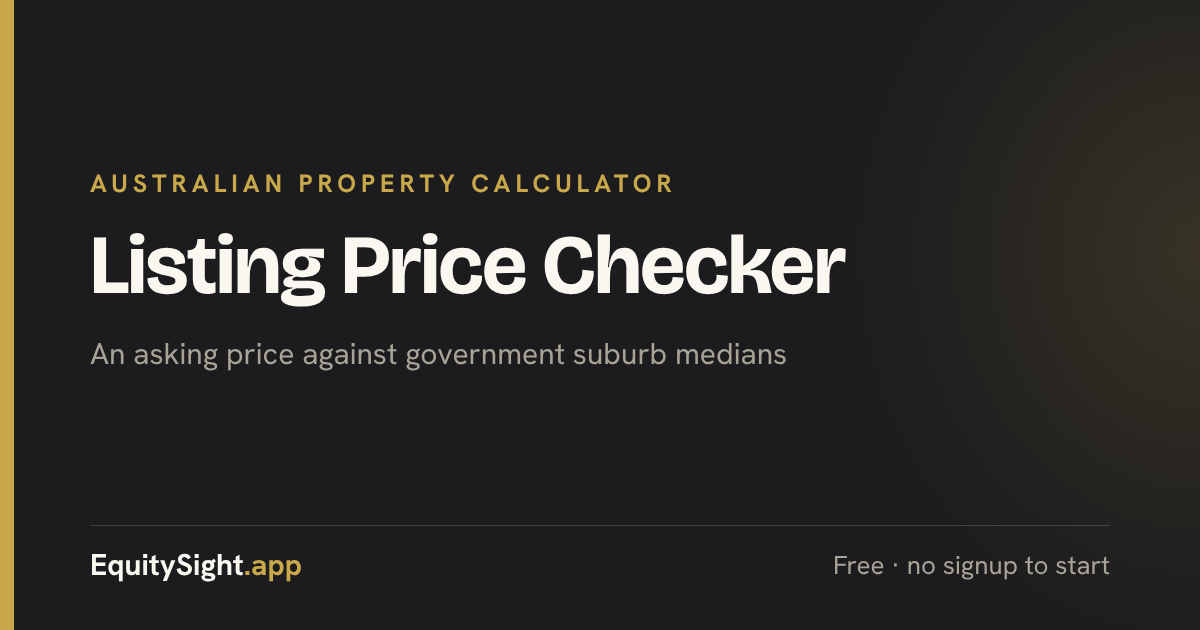 AUSTRALIAN PROPERTY CALCULATOR
Listing Price Checker
An asking price against government suburb medians
EquitySight.app
Free · no signup to start